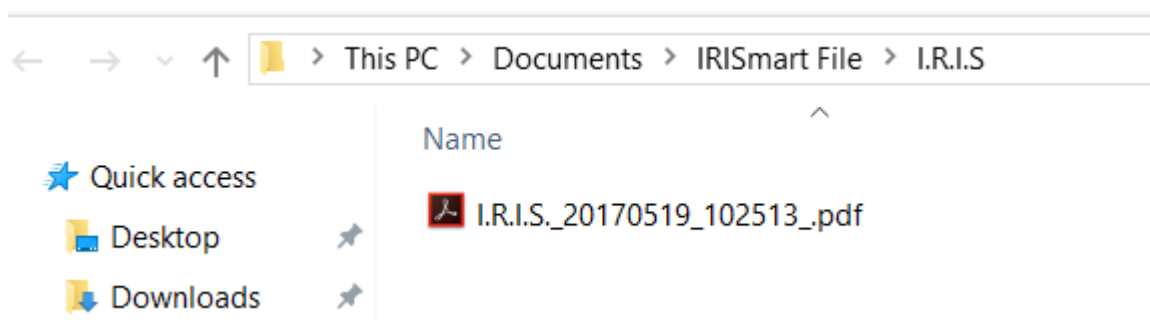 This PC > Documents > IRISmart File > I.R.I.S
Name
Quick access
I.R.I.S._20170519_102513_.pdf
Desktop
Downloads